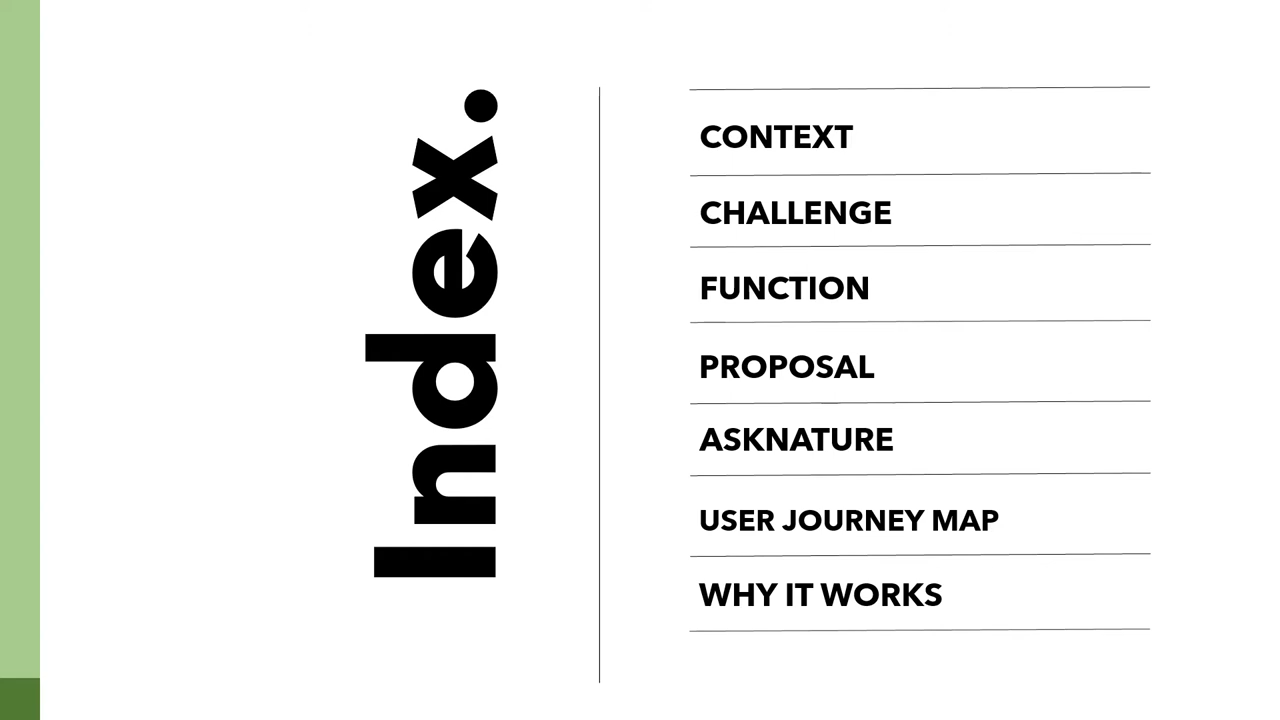 Index.
CONTEXT
CHALLENGE
FUNCTION
PROPOSAL
ASKNATURE
USER JOURNEY MAP
WHY IT WORKS